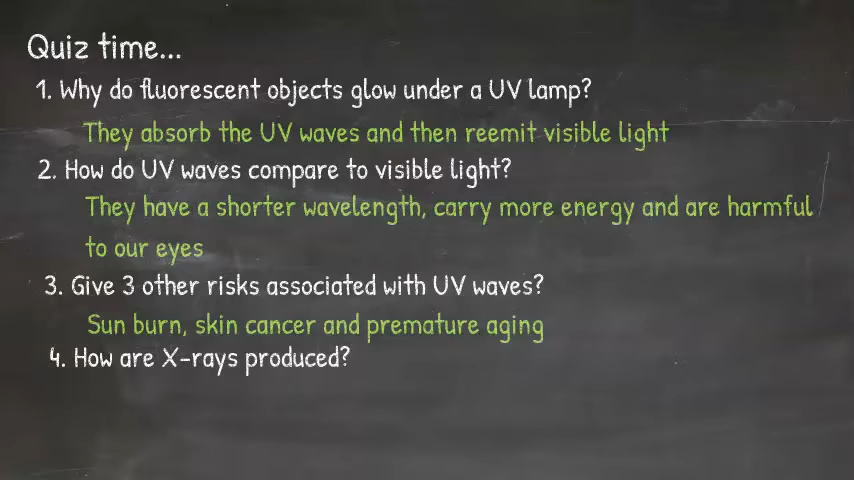 Quiz time...
1. Why do fluorescent objects glow under a UV lamp?
They absorb the UV waves and then reemit visible light
2. How do UV waves compare to visible light?
They have a shorter wavelength, carry more energy and are harmful
to our eyes
3. Give 3 other risks associated with UV waves?
Sun burn, skin cancer and premature aging
4. How are X-rays produced?